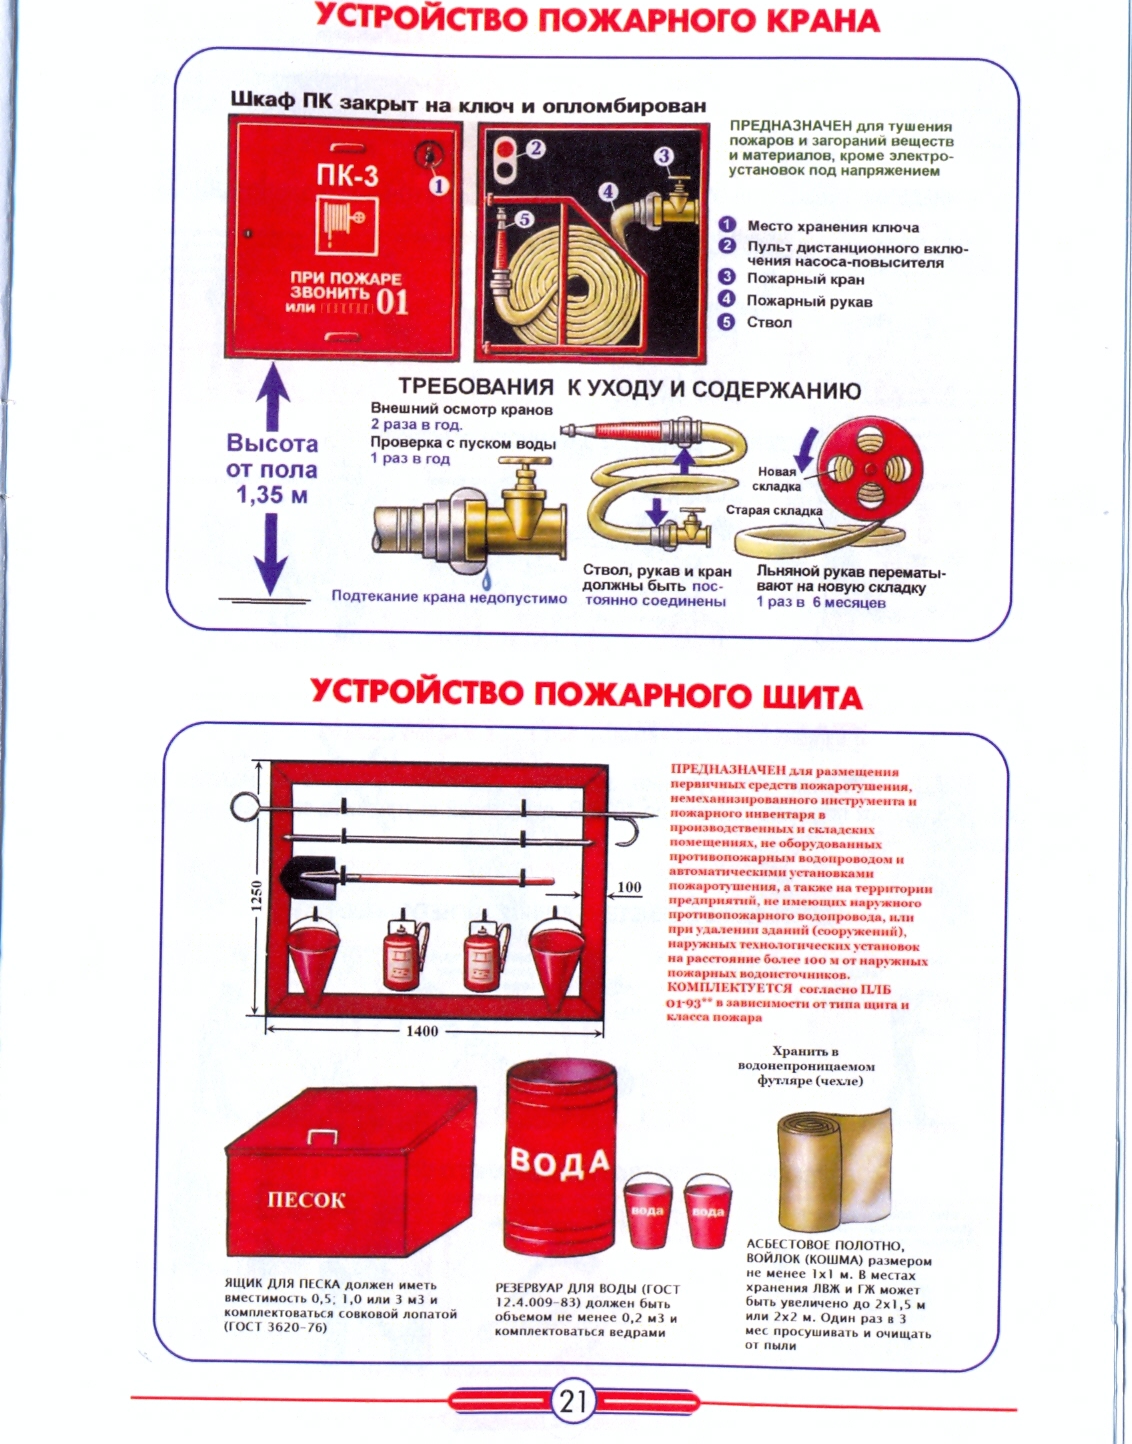 УСТРОЙСТВО ПОЖАРНОГО КРАНА
Шкаф ПК закрыт на ключ и опломбирован
ПК-3
1
ПРИ ПОЖАРЕ
ЗВОНИТЬ
или 01
2
3
4
5
ПРЕДНАЗНАЧЕН для тушения
пожаров и загораний веществ
и материалов, кроме электро-
установок под напряжением
1 Место хранения ключа
2 Пульт дистанционного вклю-
чения насоса-повысителя
3 Пожарный кран
4 Пожарный рукав
5 Ствол
Высота
от пола
1,35 м
ТРЕБОВАНИЯ К УХОДУ И СОДЕРЖАНИЮ
Внешний осмотр кранов
2 раза в год.
Проверка с пуском воды
1 раз в год
Подтекание крана недопустимо
Ствол, рукав и кран
должны быть пос-
тоянно соединены
Новая
складка
Старая складка
Льняной рукав перематы-
вают на новую складку
1 раз в 6 месяцев
УСТРОЙСТВО ПОЖАРНОГО ЩИТА
1250
100
1400
ПРЕДНАЗНАЧЕН для размещения
первичных средств пожаротушения,
немеханизированного инструмента и
пожарного инвентаря в
производственных и складских
помещениях, не оборудованных
противопожарным водопроводом и
автоматическими установками
пожаротушения, а также на территории
предприятий, не имеющих наружного
противопожарного водопровода, или
при удалении зданий (сооружений),
наружных технологических установок
на расстояние более 100 м от наружных
пожарных водоисточников.
КОМПЛЕКТУЕТСЯ согласно ППБ
01-93** в зависимости от типа щита и
класса пожара
ПЕСОК
ЯЩИК ДЛЯ ПЕСКА должен иметь
вместимость 0,5; 1,0 или 3 м3 и
комплектоваться совковой лопатой
(ГОСТ 3620-76)
ВОДА
вода
вода
РЕЗЕРВУАР ДЛЯ ВОДЫ (ГОСТ
12.4.009-83) должен быть
объемом не менее 0,2 м3 и
комплектоваться ведрами
Хранить в
водонепроницаемом
футляре (чехле)
АСБЕСТОВОЕ ПОЛОТНО,
ВОЙЛОК (КОШМА) размером
не менее 1х1 м. В местах
хранения ЛВЖ и ГЖ может
быть увеличено до 2х1,5 м
или 2х2 м. Один раз в 3
мес просушивать и очищать
от пыли
21